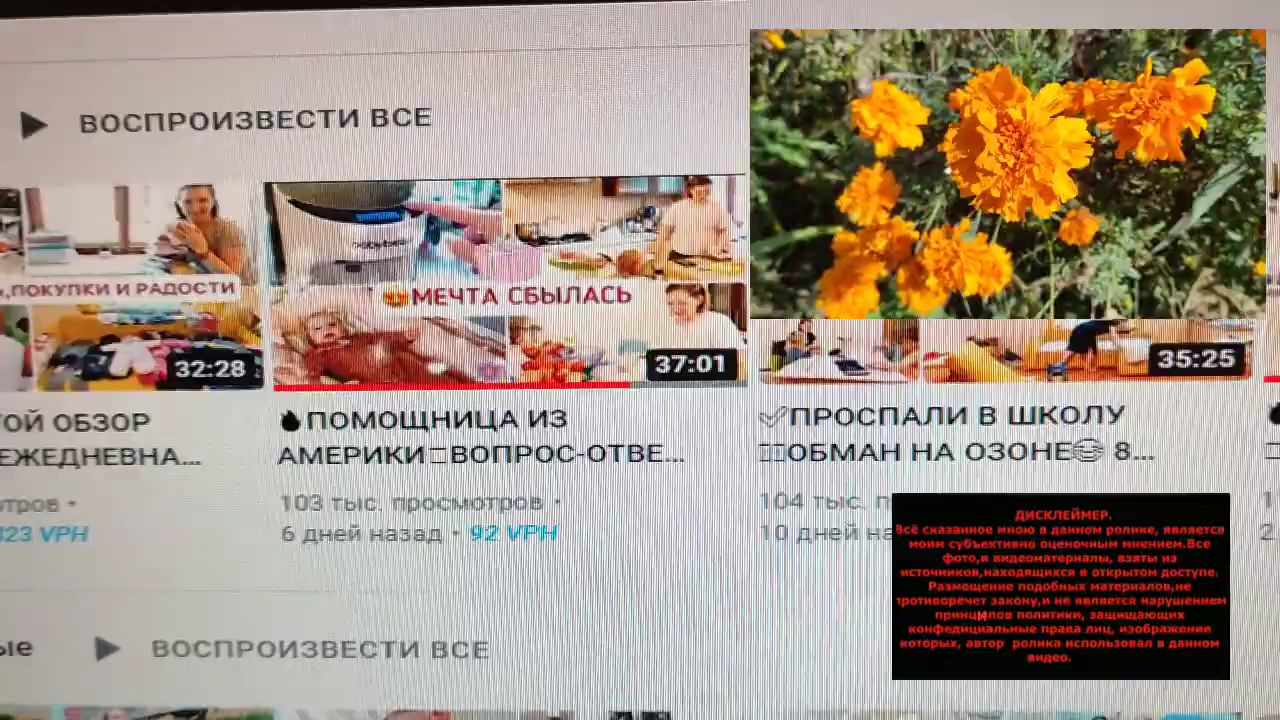 ВОСПРОИЗВЕСТИ ВСЕ
,ПОКУПКИ И РАДОСТИ
32:28
МЕЧТА СБЫЛАСЬ
37:01
35:25
ОЙ ОБЗОР
ЕЖЕДНЕВНА...
123 VPH
ПОМОЩНИЦА ИЗ
АМЕРИКИ ВОПРОС-ОТВЕ...
103 тыс. просмотров •
6 дней назад • 92 VPH
ПРОСПАЛИ В ШКОЛУ
ОБМАН НА ОЗОНЕ 8...
104 тыс. п
10 дней на
ДИСКЛЕЙМЕР.
Всё сказанное мною в данном ролике, является
моим субъективно оценочным мнением.Все
фото,и видеоматериалы, взяты из
источников,находящихся в открытом доступе.
Размещение подобных материалов,не
противоречит закону,и не является нарушением
принципов политики, защищающих
конфедициальные права лиц, изображение
которых, автор ролика использовал в данном
видео.
ые
ВОСПРОИЗВЕСТИ ВСЕ